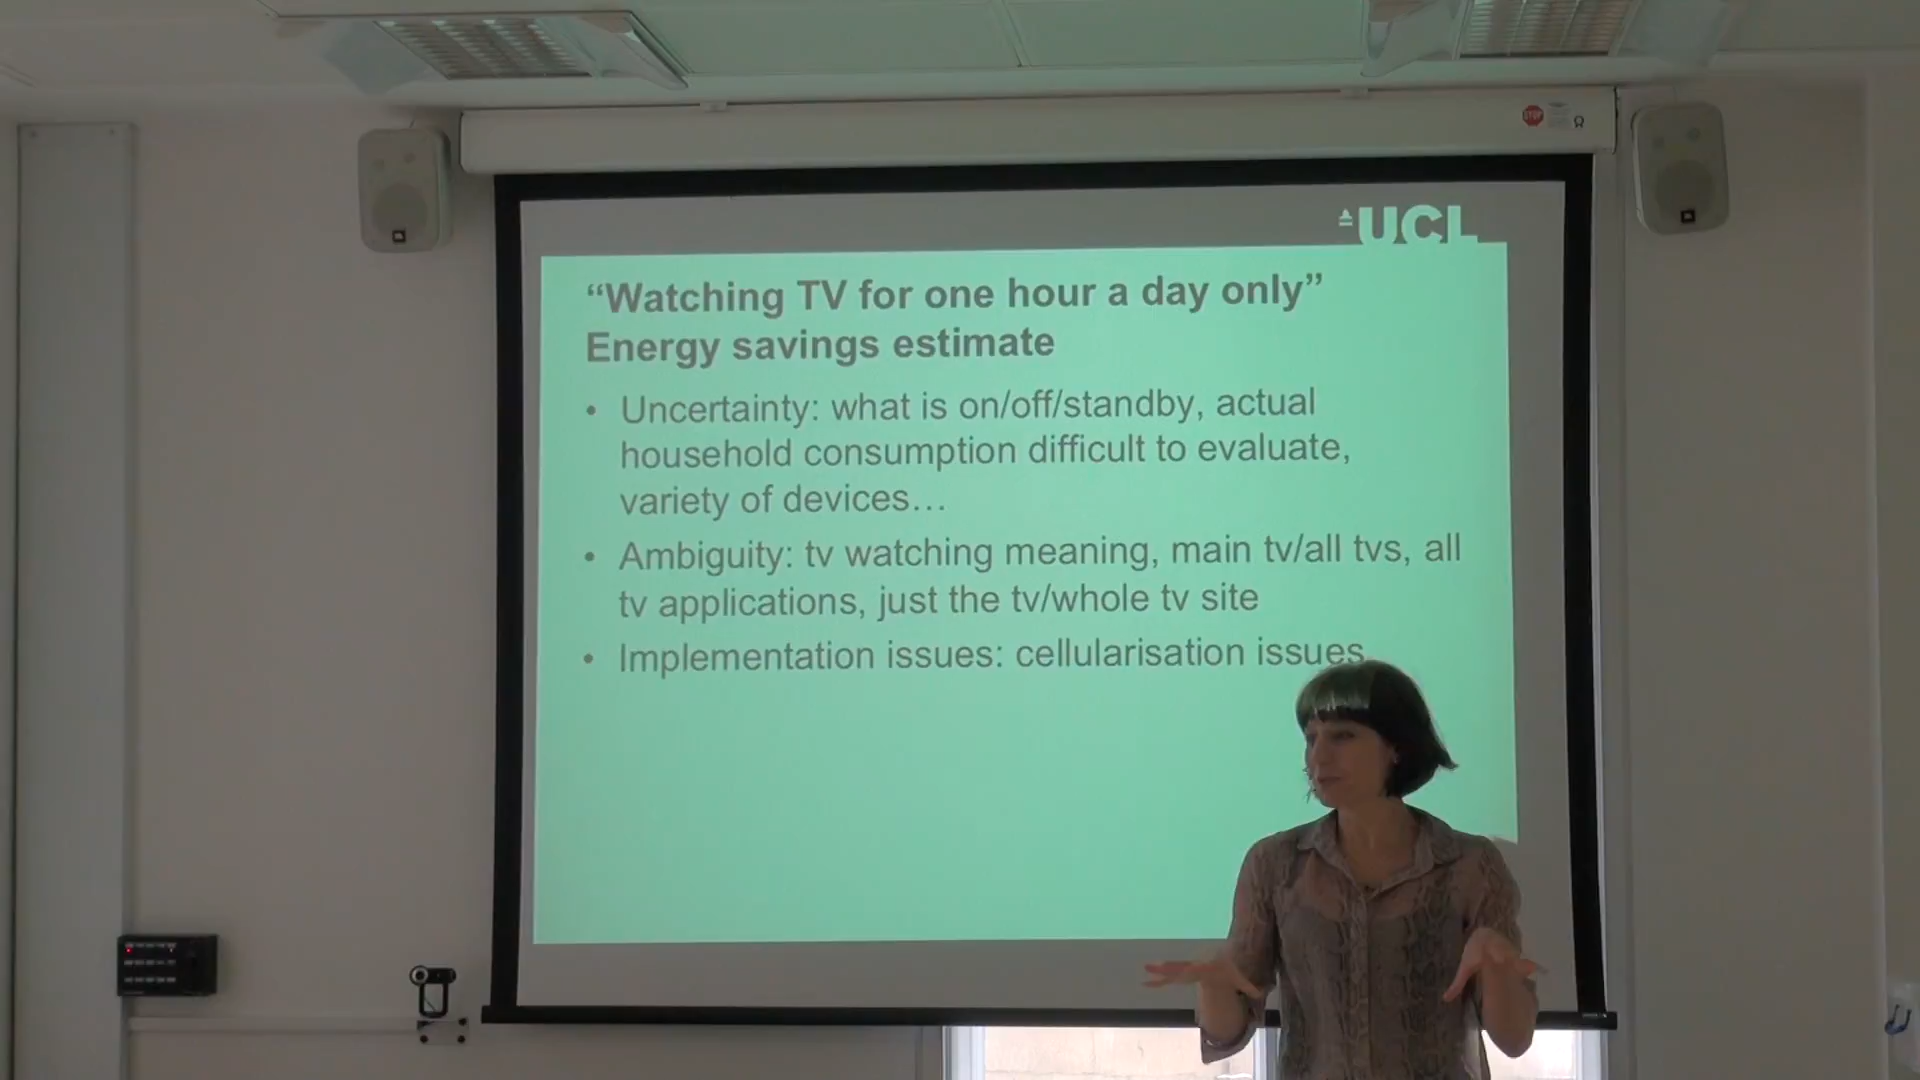 STOP
UCL
“Watching TV for one hour a day only”
Energy savings estimate
• Uncertainty: what is on/off/standby, actual
household consumption difficult to evaluate,
variety of devices…
• Ambiguity: tv watching meaning, main tv/all tvs, all
tv applications, just the tv/whole tv site
• Implementation issues: cellularisation issues